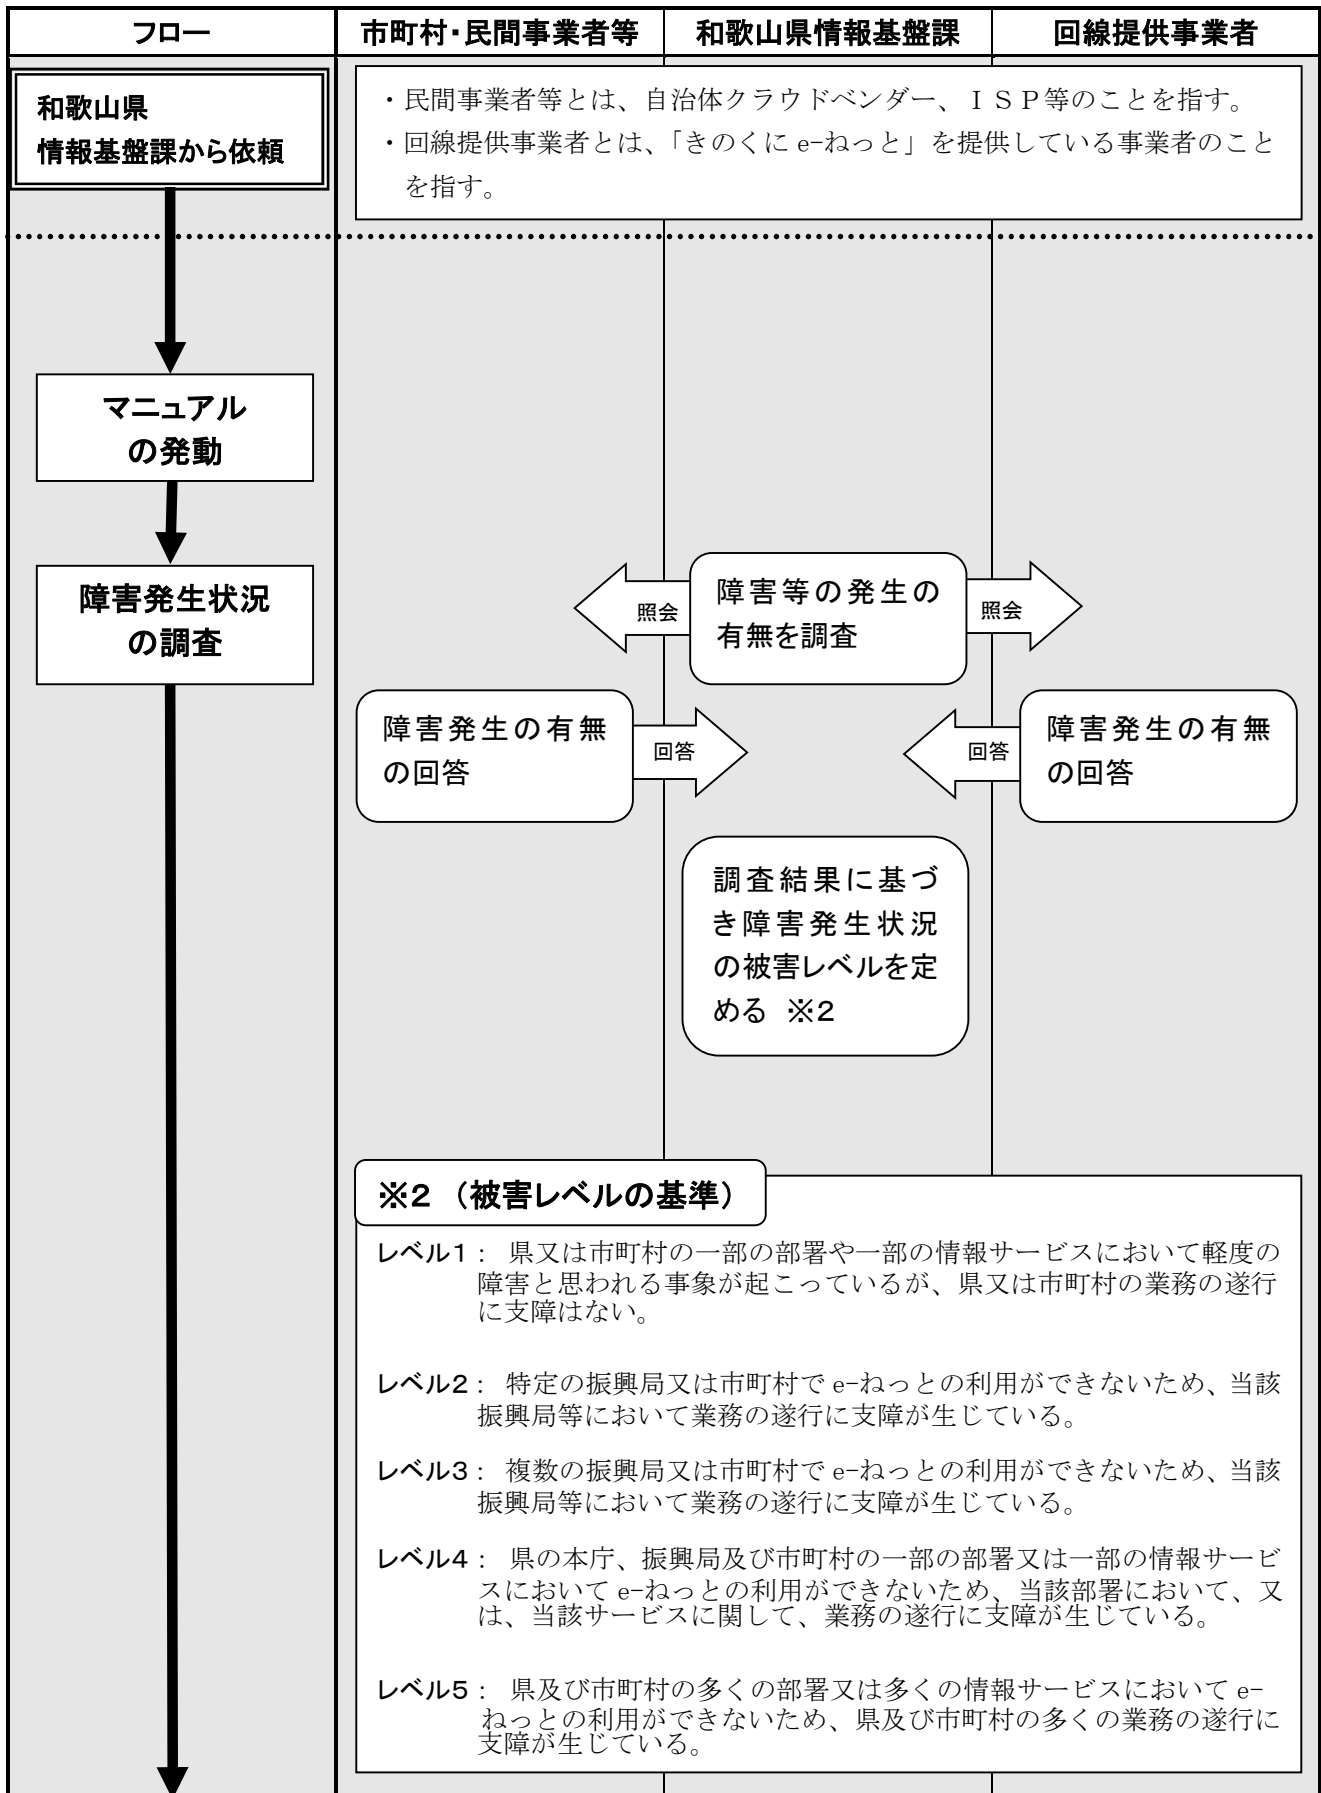 フロー
市町村・民間事業者等
和歌山県情報基盤課
回線提供事業者
和歌山県
情報基盤課から依頼
・民間事業者等とは、自治体クラウドベンダー、ＩＳＰ等のことを指す。
・回線提供事業者とは、「きのくに e-ねっと」を提供している事業者のこと
を指す。
マニュアル
の発動
障害発生状況
の調査
照会
障害等の発生の
有無を調査
照会
障害発生の有無
の回答
回答
回答
障害発生の有無
の回答
調査結果に基づ
き障害発生状況
の被害レベルを定
める ※2
※2 （被害レベルの基準）
レベル1： 県又は市町村の一部の部署や一部の情報サービスにおいて軽度の
障害と思われる事象が起こっているが、県又は市町村の業務の遂行
に支障はない。
レベル2： 特定の振興局又は市町村で e-ねっとの利用ができないため、当該
振興局等において業務の遂行に支障が生じている。
レベル3： 複数の振興局又は市町村で e-ねっとの利用ができないため、当該
振興局等において業務の遂行に支障が生じている。
レベル4： 県の本庁、振興局及び市町村の一部の部署又は一部の情報サービ
スにおいて e-ねっとの利用ができないため、当該部署において、又
は、当該サービスに関して、業務の遂行に支障が生じている。
レベル5： 県及び市町村の多くの部署又は多くの情報サービスにおいて e-
ねっとの利用ができないため、県及び市町村の多くの業務の遂行に
支障が生じている。